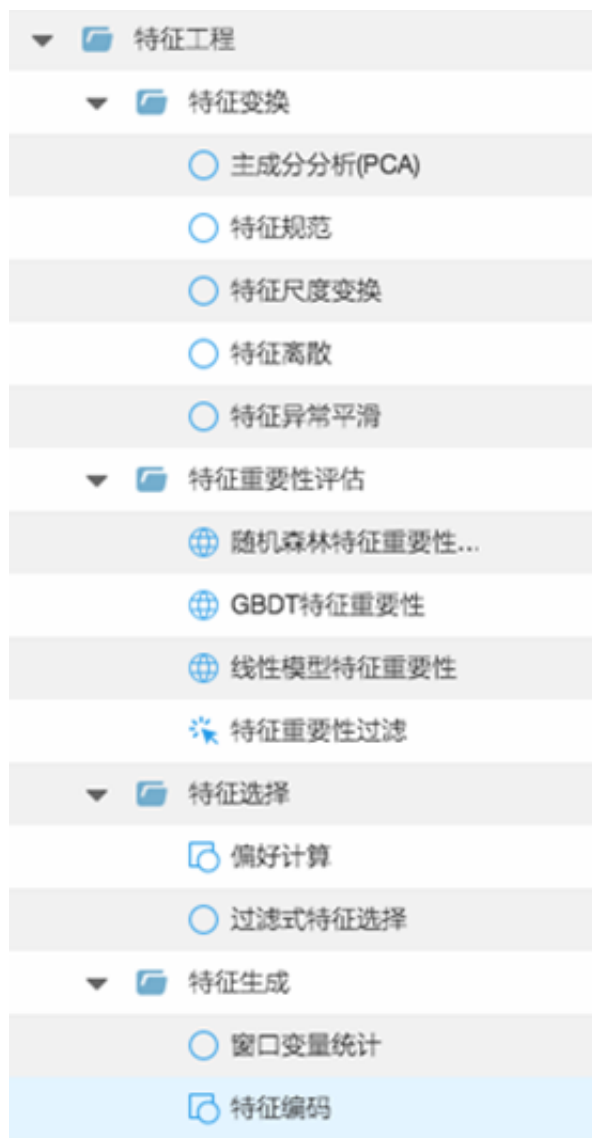 特征工程
特征变换
主成分分析(PCA)
特征规范
特征尺度变换
特征离散
特征异常平滑
特征重要性评估
随机森林特征重要性...
GBDT特征重要性
线性模型特征重要性
特征重要性过滤
特征选择
偏好计算
过滤式特征选择
特征生成
窗口变量统计
特征编码